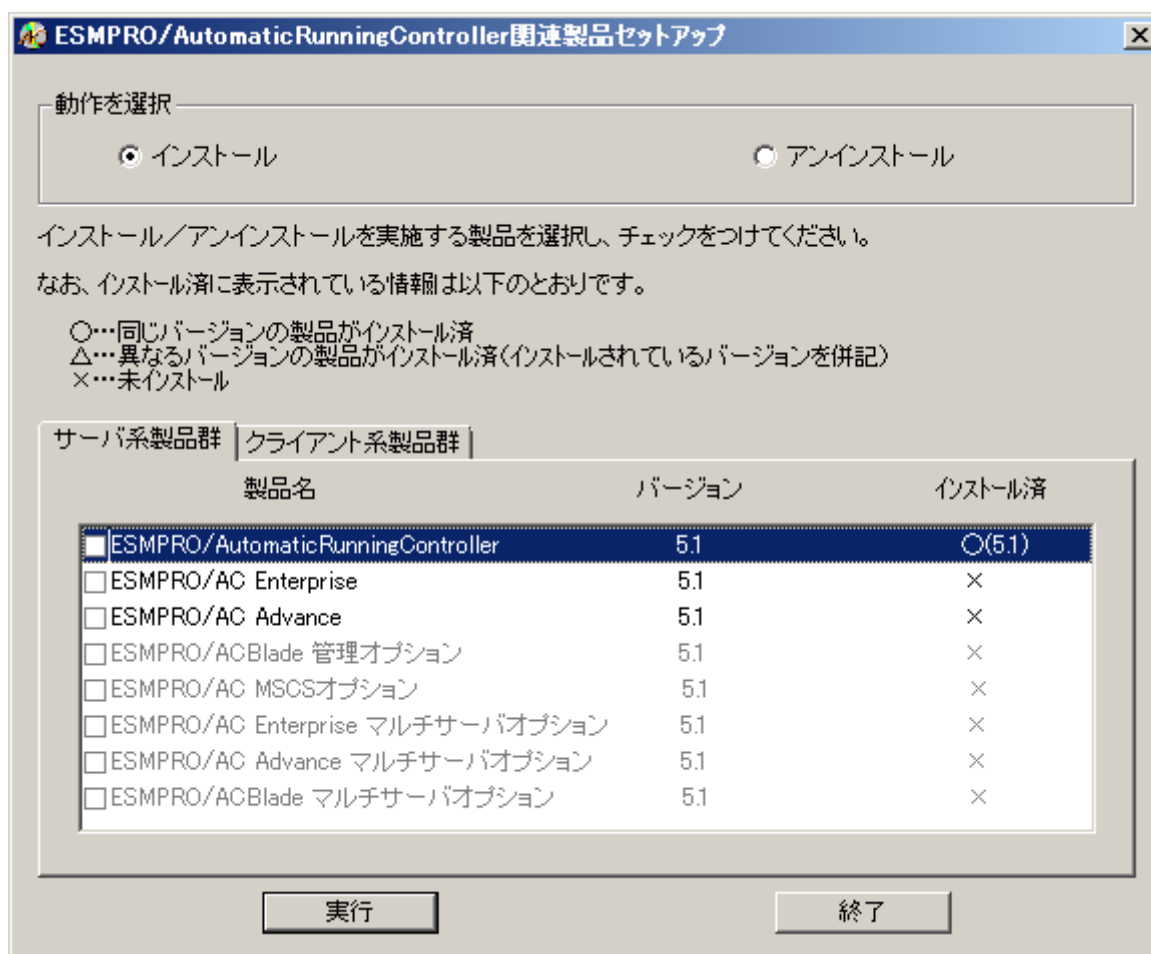 ESMPRO/AutomaticRunningController関連製品セットアップ
動作を選択
インストール アンインストール
インストール／アンインストールを実施する製品を選択し、チェックをつけてください。
なお、インストール済に表示されている情報は以下のとおりです。
○…同じバージョンの製品がインストール済
△…異なるバージョンの製品がインストール済(インストールされているバージョンを併記)
×…未インストール
サーバ系製品群 クライアント系製品群
製品名 バージョン インストール済
ESMPRO/AutomaticRunningController 5.1 ○(5.1)
ESMPRO/AC Enterprise 5.1 ×
ESMPRO/AC Advance 5.1 ×
ESMPRO/ACBlade 管理オプション 5.1 ×
ESMPRO/AC MSCSオプション 5.1 ×
ESMPRO/AC Enterprise マルチサーバオプション 5.1 ×
ESMPRO/AC Advance マルチサーバオプション 5.1 ×
ESMPRO/ACBlade マルチサーバオプション 5.1 ×
実行 終了